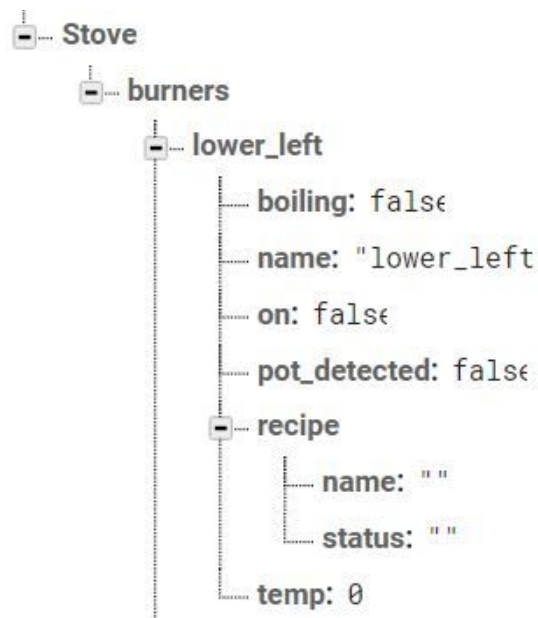 Stove
burners
lower_left
boiling: false
name: "lower_left
on: false
pot_detected: false
recipe
name: ""
status: ""
temp: 0